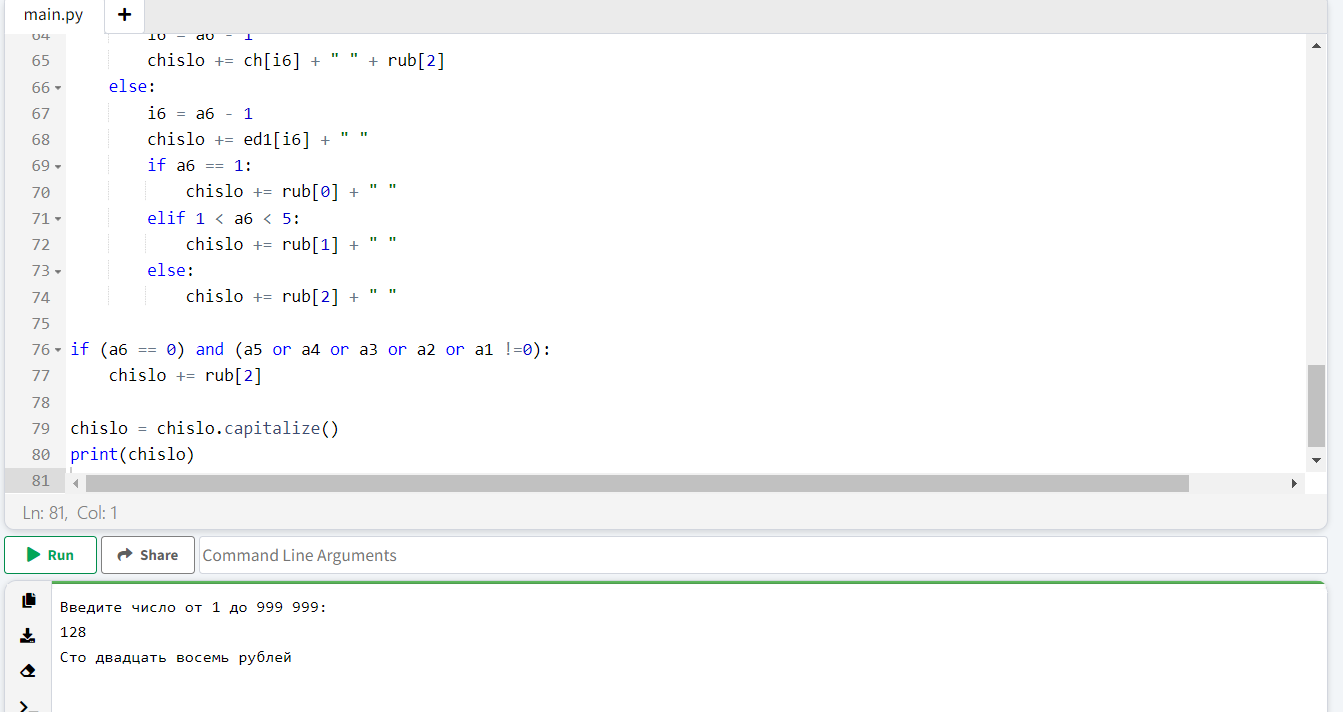 main.py +
64 i6 = a6 - 1
65 chislo += ch[i6] + " " + rub[2]
66 else:
67 i6 = a6 - 1
68 chislo += ed1[i6] + " "
69 if a6 == 1:
70 chislo += rub[0] + " "
71 elif 1 < a6 < 5:
72 chislo += rub[1] + " "
73 else:
74 chislo += rub[2] + " "
75
76 if (a6 == 0) and (a5 or a4 or a3 or a2 or a1 !=0):
77 chislo += rub[2]
78
79 chislo = chislo.capitalize()
80 print(chislo)
81
Ln: 81, Col: 1
Run Share Command Line Arguments
Введите число от 1 до 999 999:
128
Сто двадцать восемь рублей